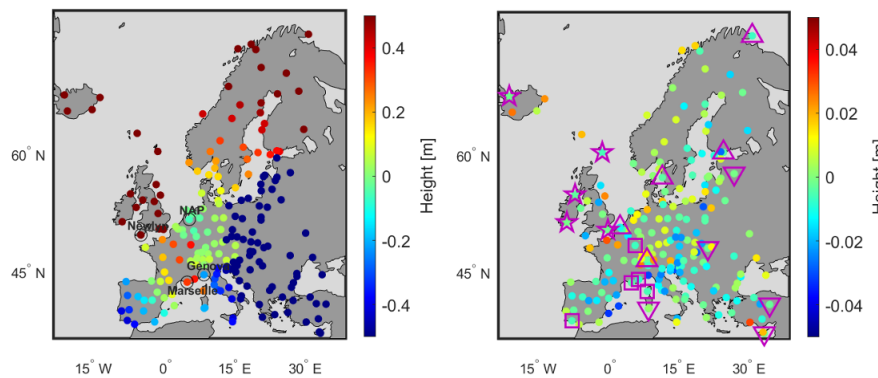 0.4
0.2
0
-0.2
-0.4
Height [m]
60° N
45° N
15° W
0°
15° E
30° E
NAP
Newlyn
Genova
Marseille
0.04
0.02
0
-0.02
-0.04
Height [m]
60° N
45° N
15° W
0°
15° E
30° E